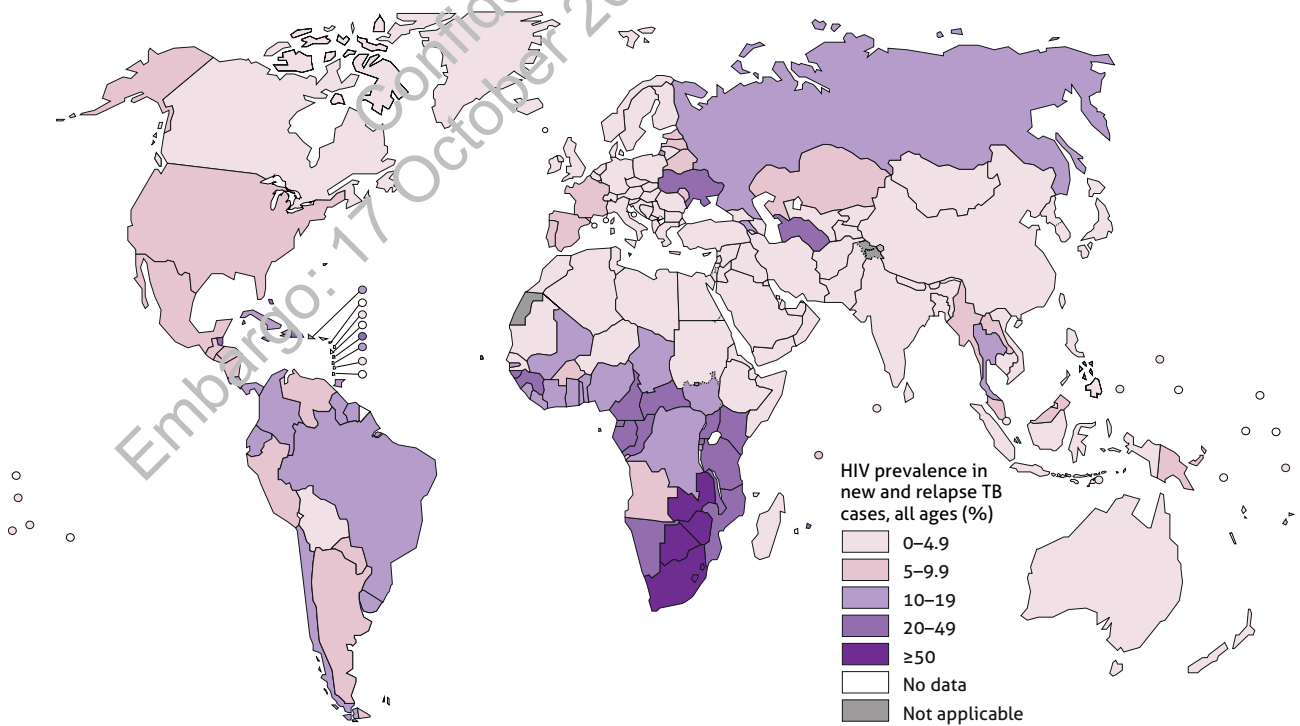 Confide
Embargo: 17 October 20
HIV prevalence in
new and relapse TB
cases, all ages (%)
0–4.9
5–9.9
10–19
20–49
≥50
No data
Not applicable